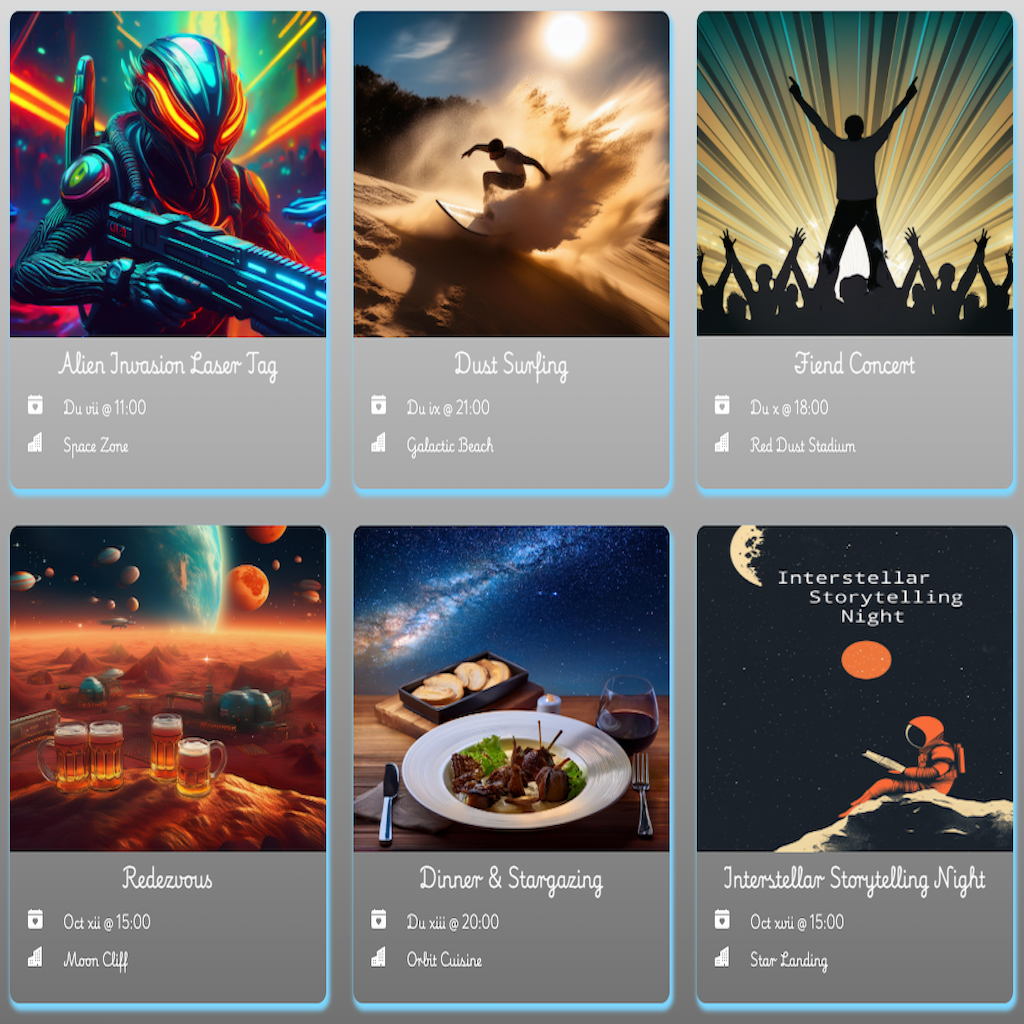 Alien Invasion Laser Tag
Du vii @ 11:00
Space Zone
Dust Surfing
Du ix @ 21:00
Galactic Beach
Fiend Concert
Du x @ 18:00
Red Dust Stadium
Redezvous
Oct xii @ 15:00
Moon Cliff
Dinner & Stargazing
Du xiii @ 20:00
Orbit Cuisine
Interstellar
Storytelling
Night
Interstellar Storytelling Night
Oct xvii @ 15:00
Star Landing